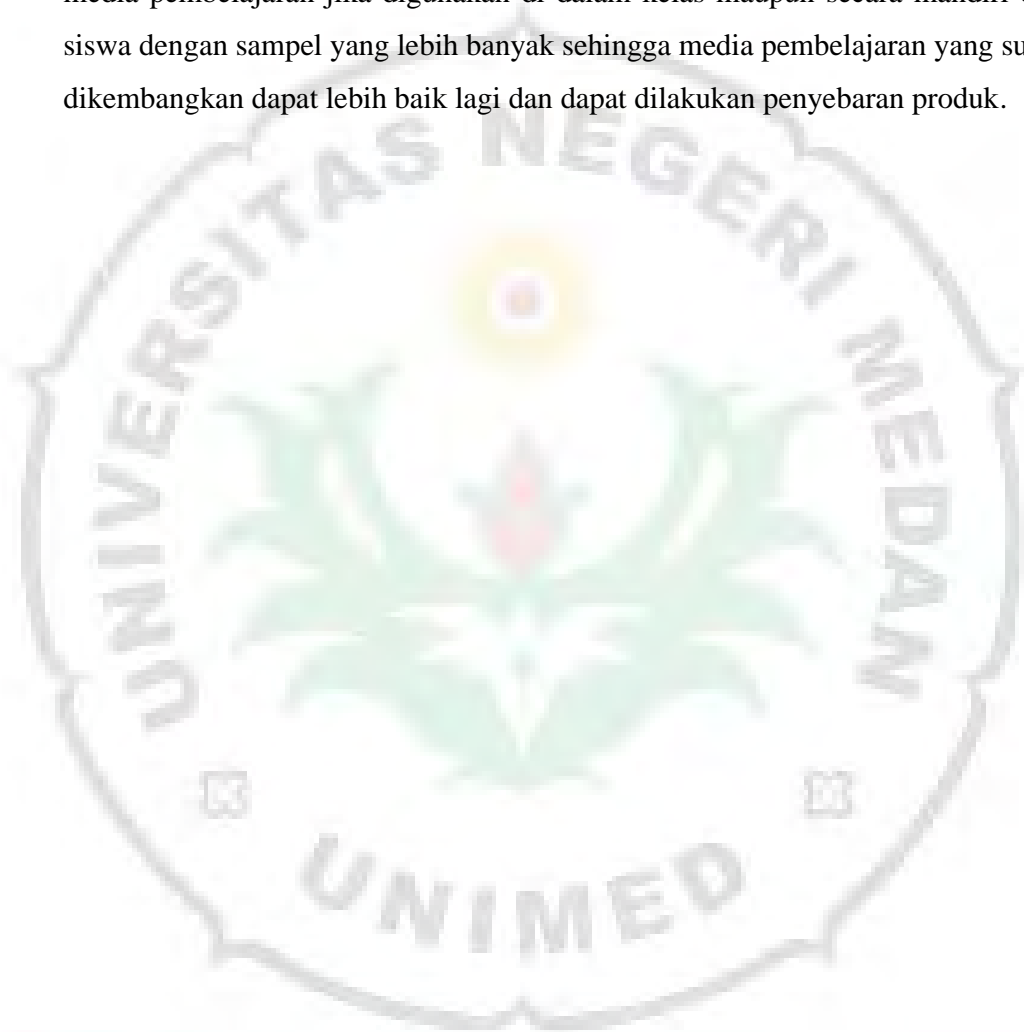 media pembelajaran jika digunakan di dalam kelas maupun secara mandiri
siswa dengan sampel yang lebih banyak sehingga media pembelajaran yang
dikembangkan dapat lebih baik lagi dan dapat dilakukan penyebaran produk.
UNIVERSITAS NEGERI MEDAN
UNIMED